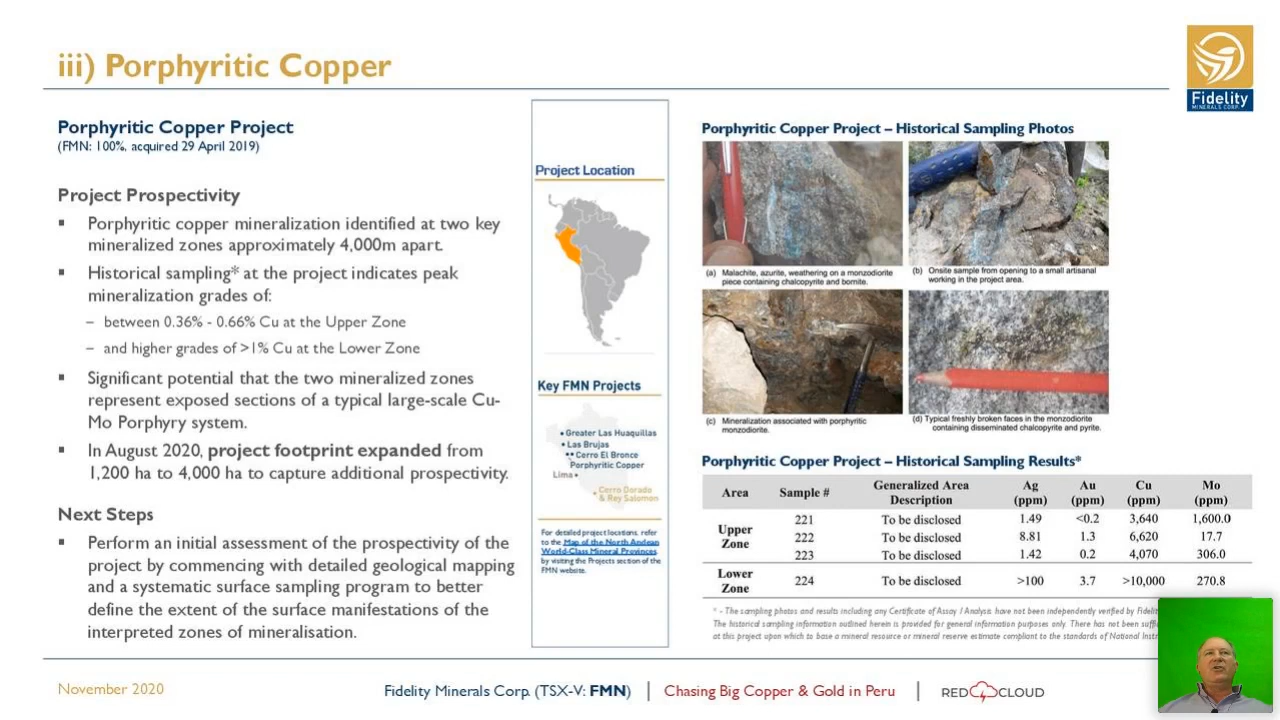 iii) Porphyritic Copper
Fidelity
MINERALS CORP.
Porphyritic Copper Project
(FMN: 100%, acquired 29 April 2019)
Project Prospectivity
▪ Porphyritic copper mineralization identified at two key
mineralized zones approximately 4,000m apart.
▪ Historical sampling* at the project indicates peak
mineralization grades of:
– between 0.36% - 0.66% Cu at the Upper Zone
– and higher grades of >1% Cu at the Lower Zone
▪ Significant potential that the two mineralized zones
represent exposed sections of a typical large-scale Cu-
Mo Porphyry system.
▪ In August 2020, project footprint expanded from
1,200 ha to 4,000 ha to capture additional prospectivity.
Next Steps
▪ Perform an initial assessment of the prospectivity of the
project by commencing with detailed geological mapping
and a systematic surface sampling program to better
define the extent of the surface manifestations of the
interpreted zones of mineralisation.
Project Location
Key FMN Projects
• Greater Las Huaquillas
• Las Brujas
•• Cerro El Bronce
Porphyritic Copper
Lima •
• Cerro Dorado
& Rey Salomon
For detailed project locations, refer
to the Map of the North Andean
World-Class Mineral Provinces
by visiting the Projects section of the
FMN website.
Porphyritic Copper Project – Historical Sampling Photos
(a) Malachite, azurite, weathering on a monzodiorite
piece containing chalcopyrite and bornite.
(b) Onsite sample from opening to a small artisanal
working in the project area.
(c) Mineralization associated with porphyritic
monzodiorite.
(d) Typical freshly broken faces in the monzodiorite
containing disseminated chalcopyrite and pyrite.
Porphyritic Copper Project – Historical Sampling Results*
Area Sample # Generalized Area Description Ag (ppm) Au (ppm) Cu (ppm) Mo (ppm)
Upper Zone 221 To be disclosed 1.49 <0.2 3,640 1,600.0
222 To be disclosed 8.81 1.3 6,620 17.7
223 To be disclosed 1.42 0.2 4,070 306.0
Lower Zone 224 To be disclosed >100 3.7 >10,000 270.8
* - The sampling photos and results including any Certificate of Assay / Analysis have not been independently verified by Fidelit
The historical sampling information outlined herein is provided for general information purposes only. There has not been suffi
at this project upon which to base a mineral resource or mineral reserve estimate compliant to the standards of National Inst
November 2020
Fidelity Minerals Corp. (TSX-V: FMN) | Chasing Big Copper & Gold in Peru | RED CLOUD